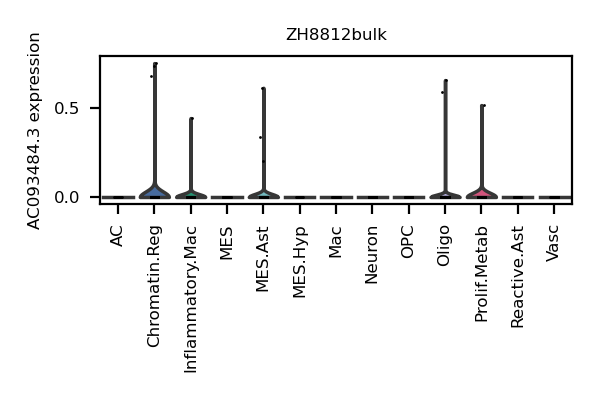 ZH8812bulk
AC093484.3 expression
0.5
0.0
AC
Chromatin.Reg
Inflammatory.Mac
MES
MES.Ast
MES.Hyp
Mac
Neuron
OPC
Oligo
Prolif.Metab
Reactive.Ast
Vasc